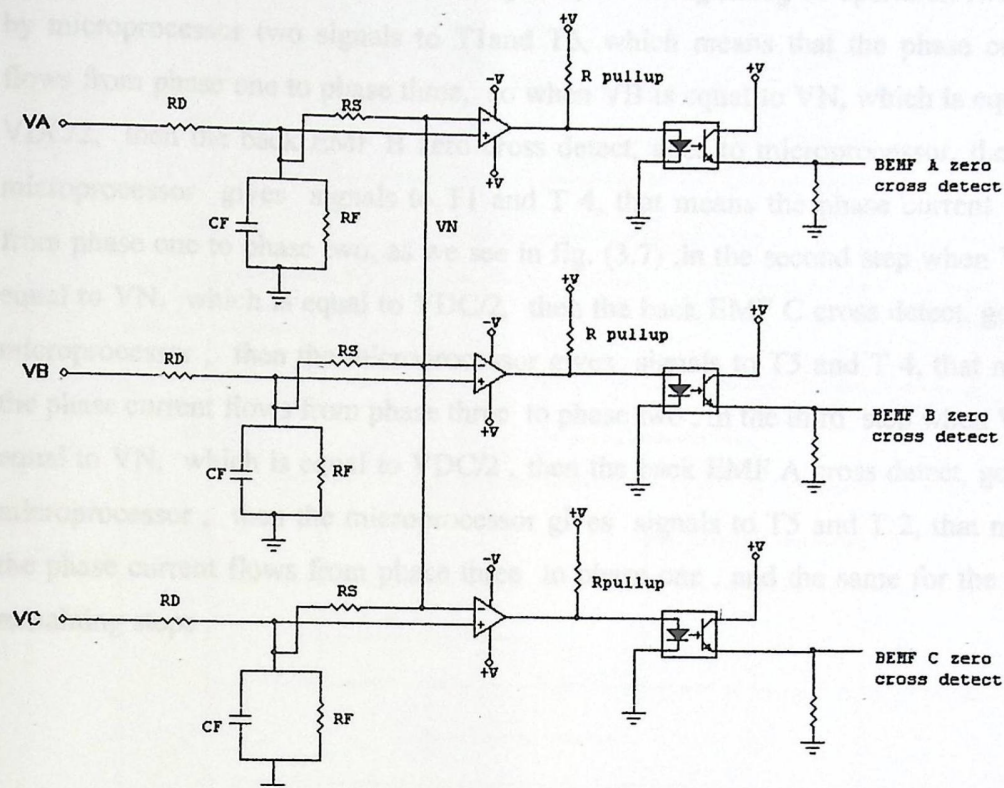 by microprocessor two signals to T1and T6, which means that the phase
flows from phase one to phase three, so when VB is equal to VN, which is
VDC/2, then the back EMF B zero cross detect, to microprocessor
microprocessor gives signals to T1 and T 4, that means the phase current
from phase one to phase two, as we see in fig. (3.7) .in the second step when
equal to VN, which is equal to VDC/2, then the back EMF C cross detect,
microprocessor , then the microprocessor gives signals to T5 and T 4, that
the phase current flows from phase three to phase two . in the third step when
equal to VN, which is equal to VDC/2 , then the back EMF A cross detect,
microprocessor , then the microprocessor gives signals to T5 and T 2, that
the phase current flows from phase three to phase one , and the same for the
remaining steps
+V
R pullup
-V
+V
RD
RS
VA
+V
BEMF A zero
cross detect
CF
RF
VN
+V
R pullup
+V
-V
RD
RS
VB
+V
BEMF B zero
cross detect
CF
RF
+V
-V
Rpullup
+V
RD
RS
VC
+V
BEMF C zero
cross detect
CF
RF